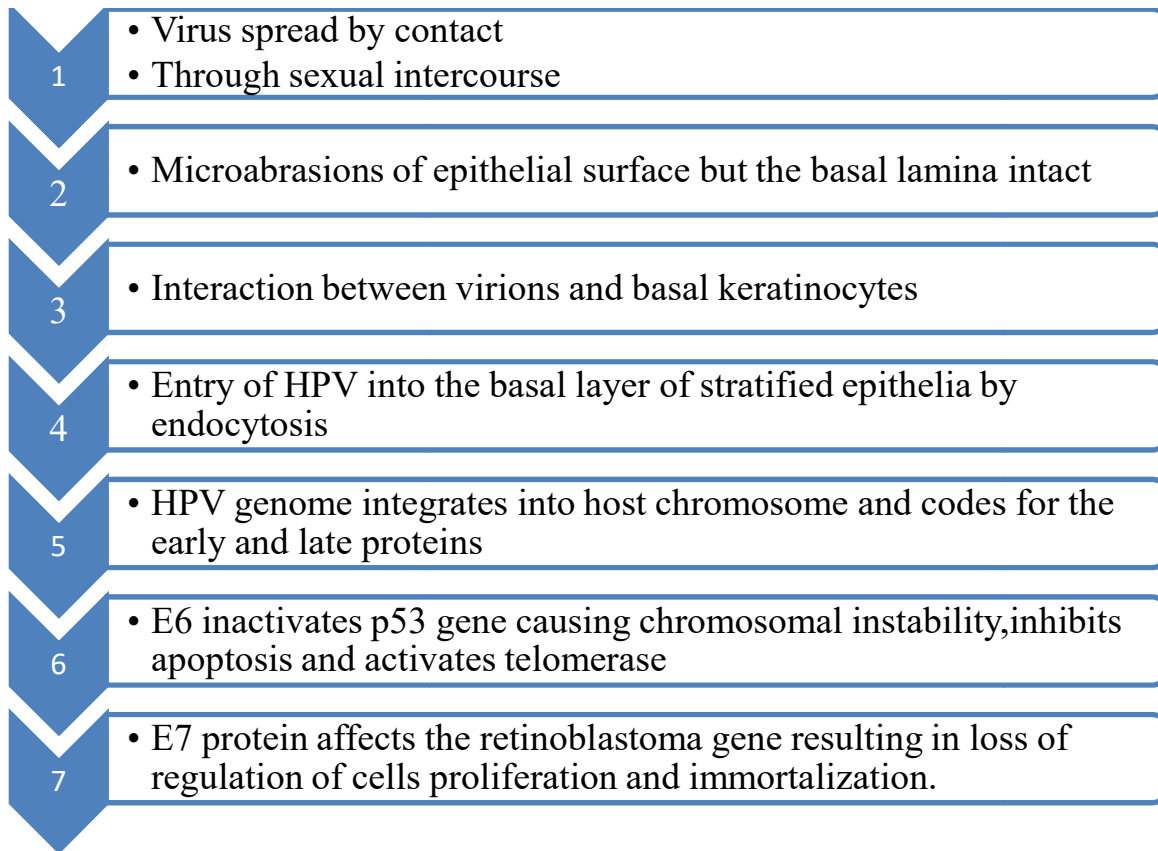 1
• Virus spread by contact
• Through sexual intercourse
2
• Microabrasions of epithelial surface but the basal lamina intact
3
• Interaction between virions and basal keratinocytes
4
• Entry of HPV into the basal layer of stratified epithelia by
endocytosis
5
• HPV genome integrates into host chromosome and codes for the
early and late proteins
6
• E6 inactivates p53 gene causing chromosomal instability,inhibits
apoptosis and activates telomerase
7
• E7 protein affects the retinoblastoma gene resulting in loss of
regulation of cells proliferation and immortalization.